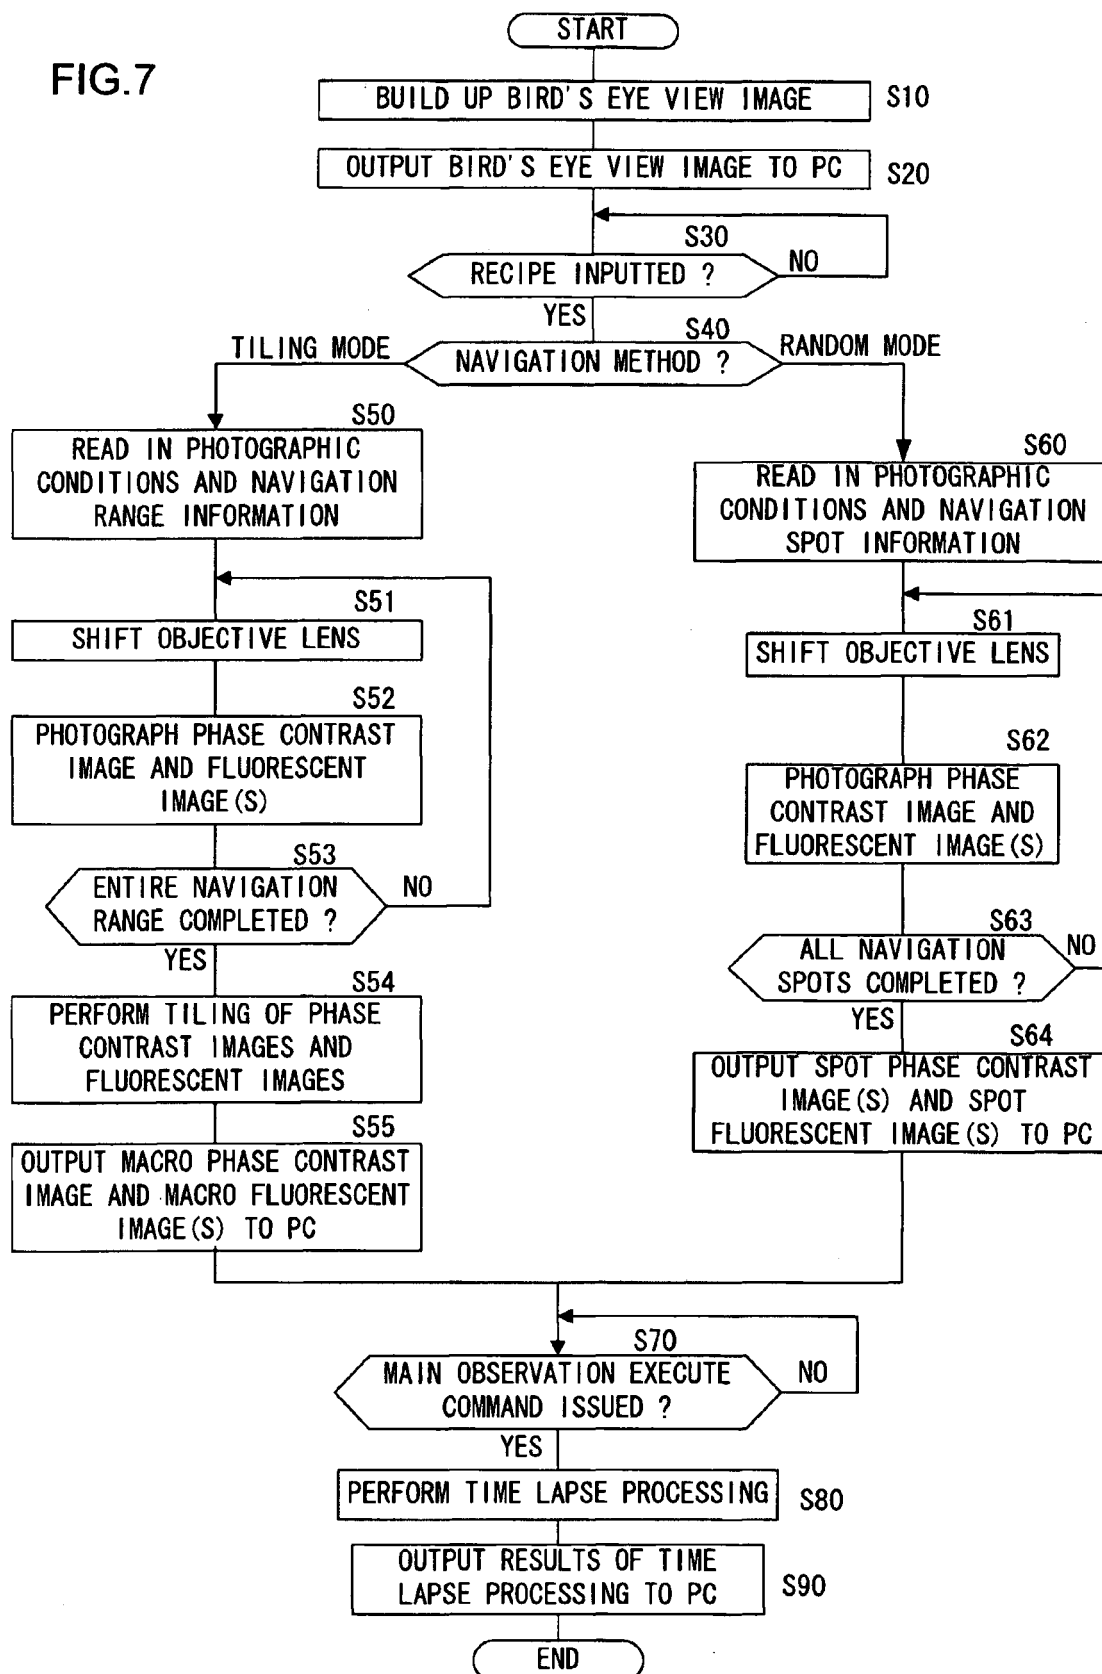 FIG.7
START
BUILD UP BIRD'S EYE VIEW IMAGE
S10
OUTPUT BIRD'S EYE VIEW IMAGE TO PC
S20
S30
RECIPE INPUTTED ?
NO
YES
S40
TILING MODE
NAVIGATION METHOD ?
RANDOM MODE
S50
READ IN PHOTOGRAPHIC
CONDITIONS AND NAVIGATION
RANGE INFORMATION
S51
SHIFT OBJECTIVE LENS
S52
PHOTOGRAPH PHASE CONTRAST
IMAGE AND FLUORESCENT
IMAGE(S)
S53
ENTIRE NAVIGATION
RANGE COMPLETED ?
NO
YES
S54
PERFORM TILING OF PHASE
CONTRAST IMAGES AND
FLUORESCENT IMAGES
S55
OUTPUT MACRO PHASE CONTRAST
IMAGE AND MACRO FLUORESCENT
IMAGE(S) TO PC
S60
READ IN PHOTOGRAPHIC
CONDITIONS AND NAVIGATION
SPOT INFORMATION
S61
SHIFT OBJECTIVE LENS
S62
PHOTOGRAPH PHASE
CONTRAST IMAGE AND
FLUORESCENT IMAGE(S)
S63
ALL NAVIGATION
SPOTS COMPLETED ?
NO
YES
S64
OUTPUT SPOT PHASE CONTRAST
IMAGE(S) AND SPOT
FLUORESCENT IMAGE(S) TO PC
S70
MAIN OBSERVATION EXECUTE
COMMAND ISSUED ?
NO
YES
PERFORM TIME LAPSE PROCESSING
S80
OUTPUT RESULTS OF TIME
LAPSE PROCESSING TO PC
S90
END